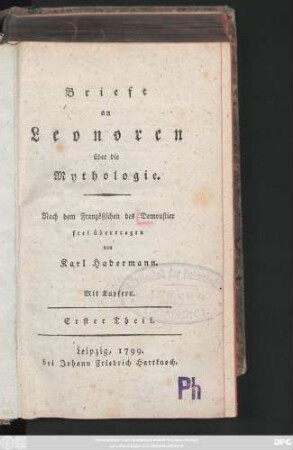 Briefe
an
Leonoren
über die
Mythologie.
Nach dem Französischen des Demoustier
frei übertragen
von
Karl Habermann.
Mit Kupfern.
Erster Theil.
Leipzig, 1799.
bei Johann Friedrich Hartknoch.
Ph